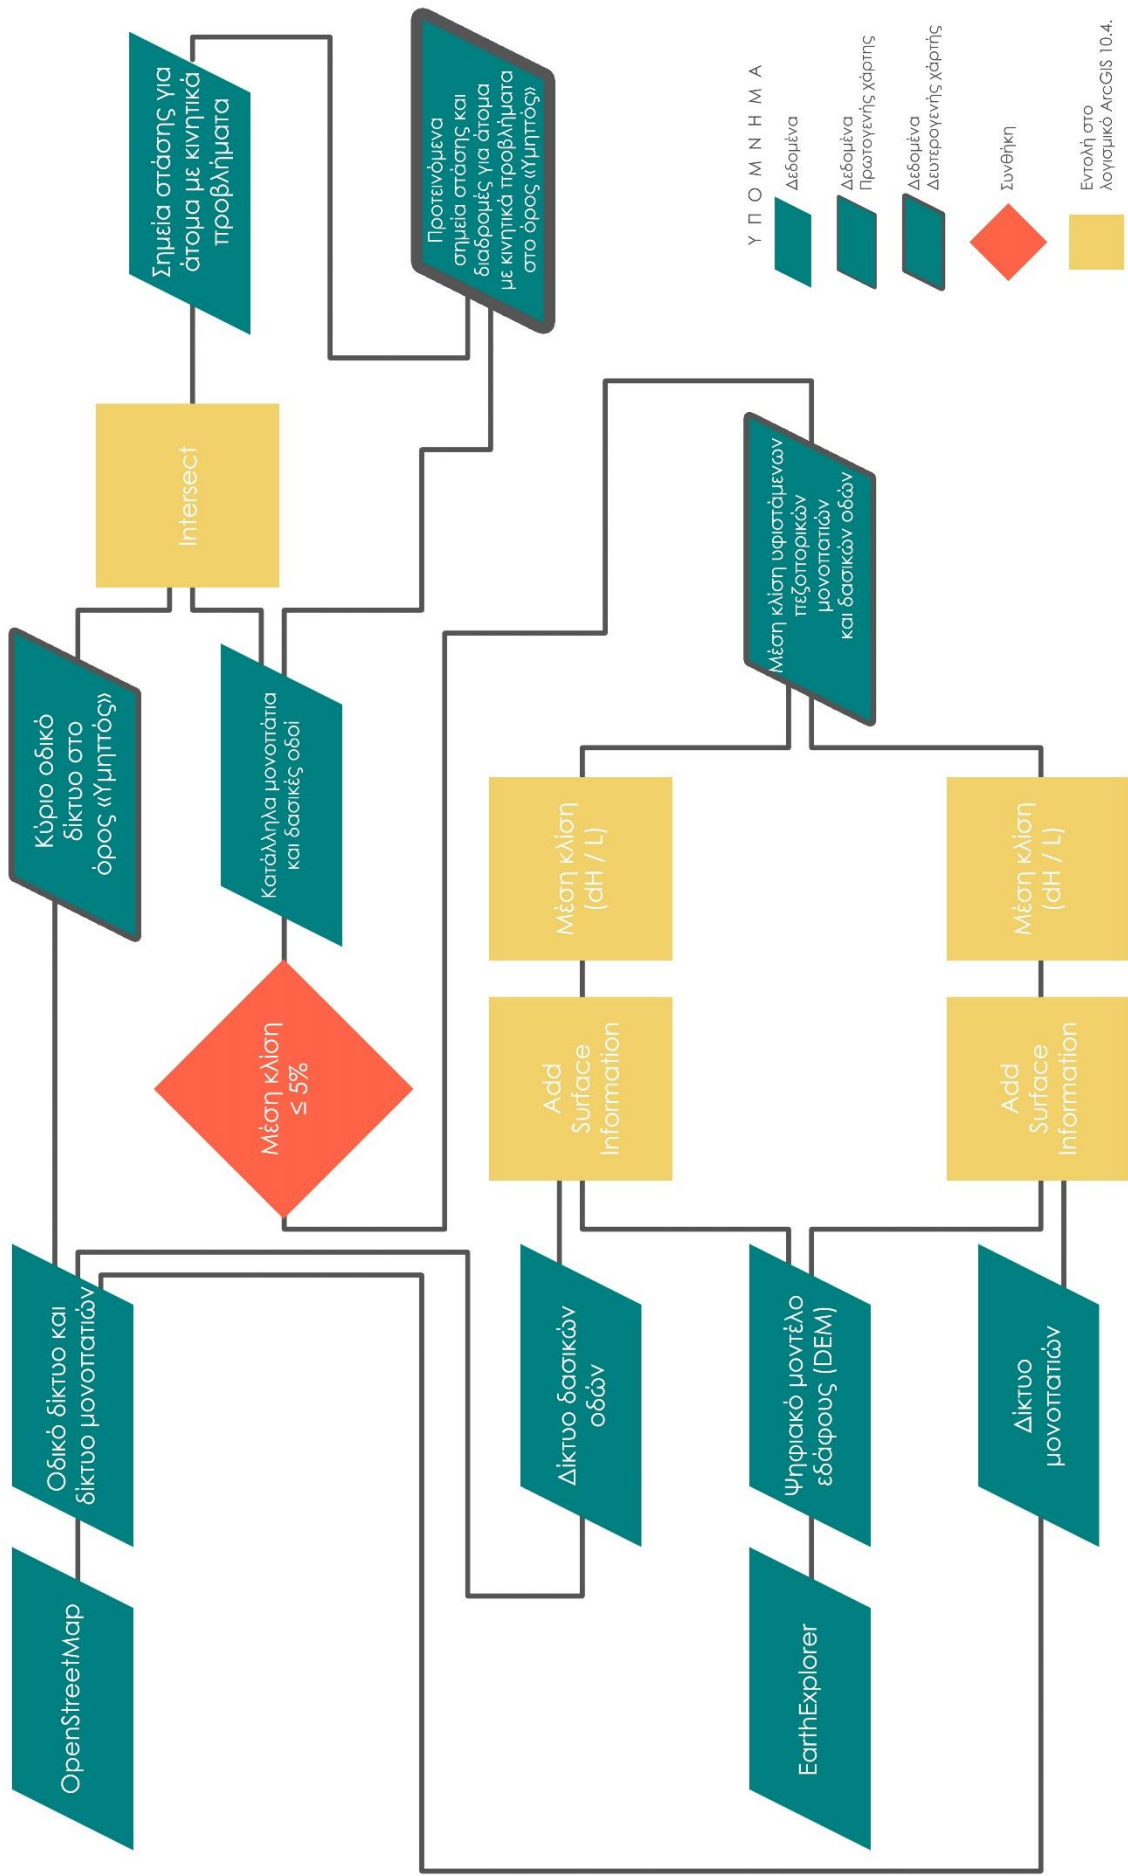 OpenStreetMap
Οδικό δίκτυο και
δίκτυο μονοπατιών
Κύριο οδικό
δίκτυο στο
όρος «Υμηττός»
Intersect
Σημεία στάσης για
άτομα με κινητικά
προβλήματα
Μέση κλίση
≤ 5%
Κατάλληλα μονοπάτια
και δασικές οδοί
Προτεινόμενα
σημεία στάσης και
διαδρομές για άτομα
με κινητικά προβλήματα
στο όρος «Υμηττός»
Δίκτυο δασικών
οδών
Add
Surface
Information
Μέση κλίση
(dH / L)
EarthExplorer
Ψηφιακό μοντέλο
εδάφους (DEM)
Μέση κλίση υφιστάμενων
πεζοπορικών
μονοπατιών
και δασικών οδών
Δίκτυο
μονοπατιών
Add
Surface
Information
Μέση κλίση
(dH / L)
ΥΠΟΜΝΗΜΑ
Δεδομένα
Δεδομένα
Πρωτογενής χάρτης
Δεδομένα
Δευτερογενής χάρτής
Συνθήκη
Εντολή στο
λογισμικό ArcGIS 10.4.